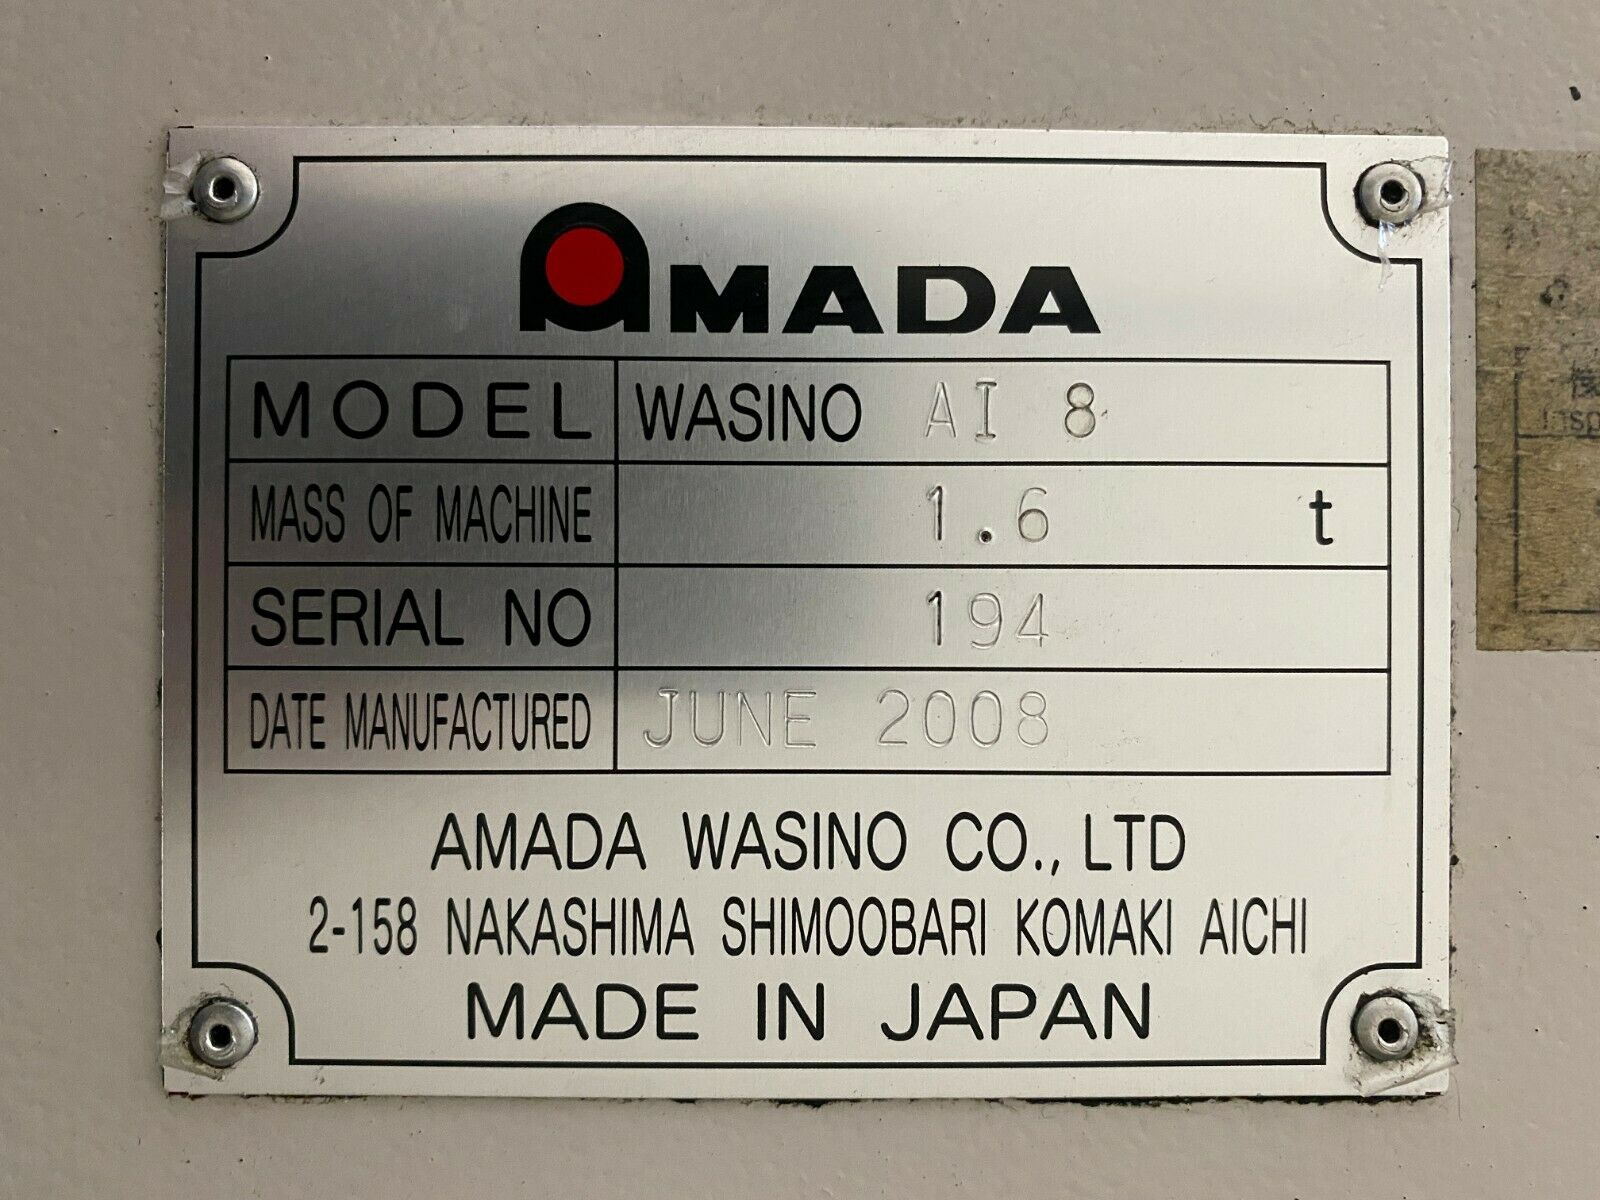 AMADA
MODEL WASINO AI 8
MASS OF MACHINE 1.6 t
SERIAL NO 194
DATE MANUFACTURED JUNE 2008
AMADA WASINO CO., LTD
2-158 NAKASHIMA SHIMOOBARI KOMAKI AICHI
MADE IN JAPAN